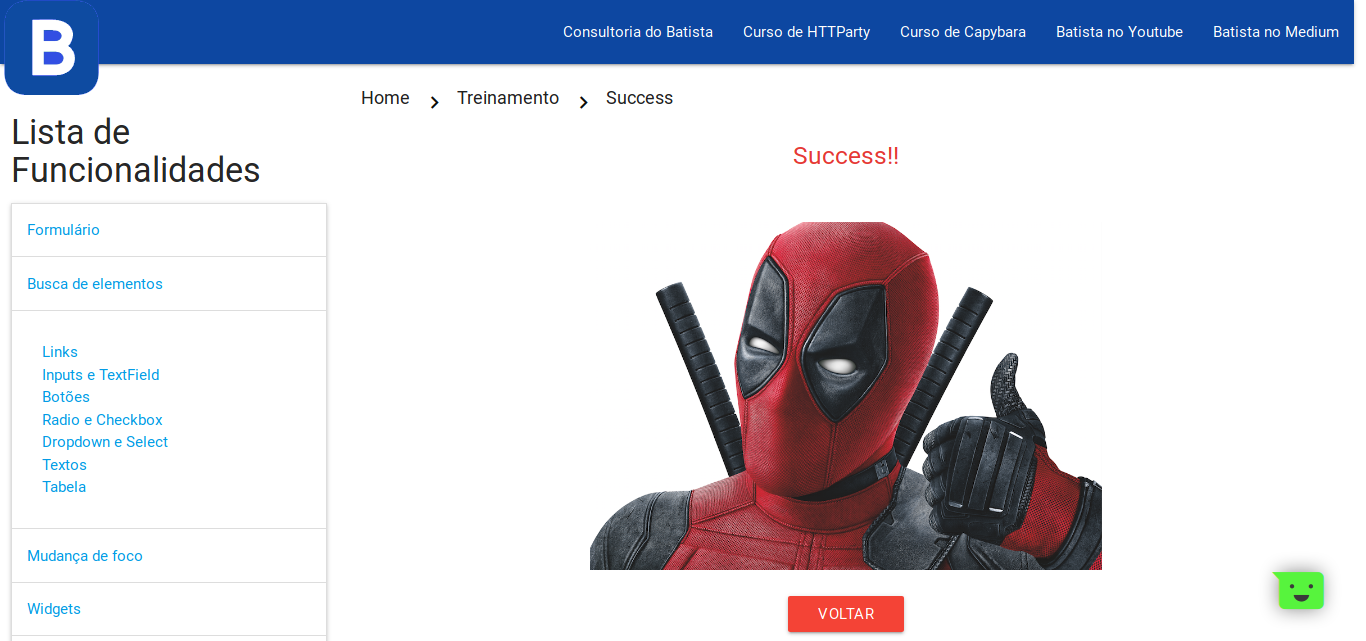 B
Consultoria do Batista
Curso de HTTParty
Curso de Capybara
Batista no Youtube
Batista no Medium
Home
Treinamento
Success
Lista de
Funcionalidades
Formulário
Busca de elementos
Links
Inputs e TextField
Botões
Radio e Checkbox
Dropdown e Select
Textos
Tabela
Mudança de foco
Widgets
Success!!
VOLTAR